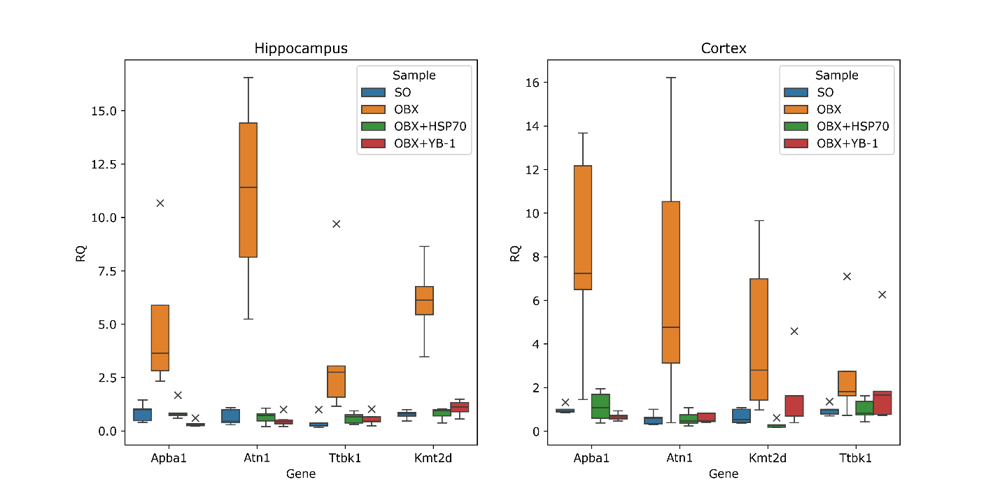 Hippocampus
Sample
SO
OBX
OBX+HSP70
OBX+YB-1
15.0
12.5
10.0
7.5
5.0
2.5
0.0
RQ
Apba1 Atn1 Ttbk1 Kmt2d
Gene
Cortex
Sample
SO
OBX
OBX+HSP70
OBX+YB-1
16
14
12
10
8
6
4
2
0
RQ
Apba1 Atn1 Kmt2d Ttbk1
Gene